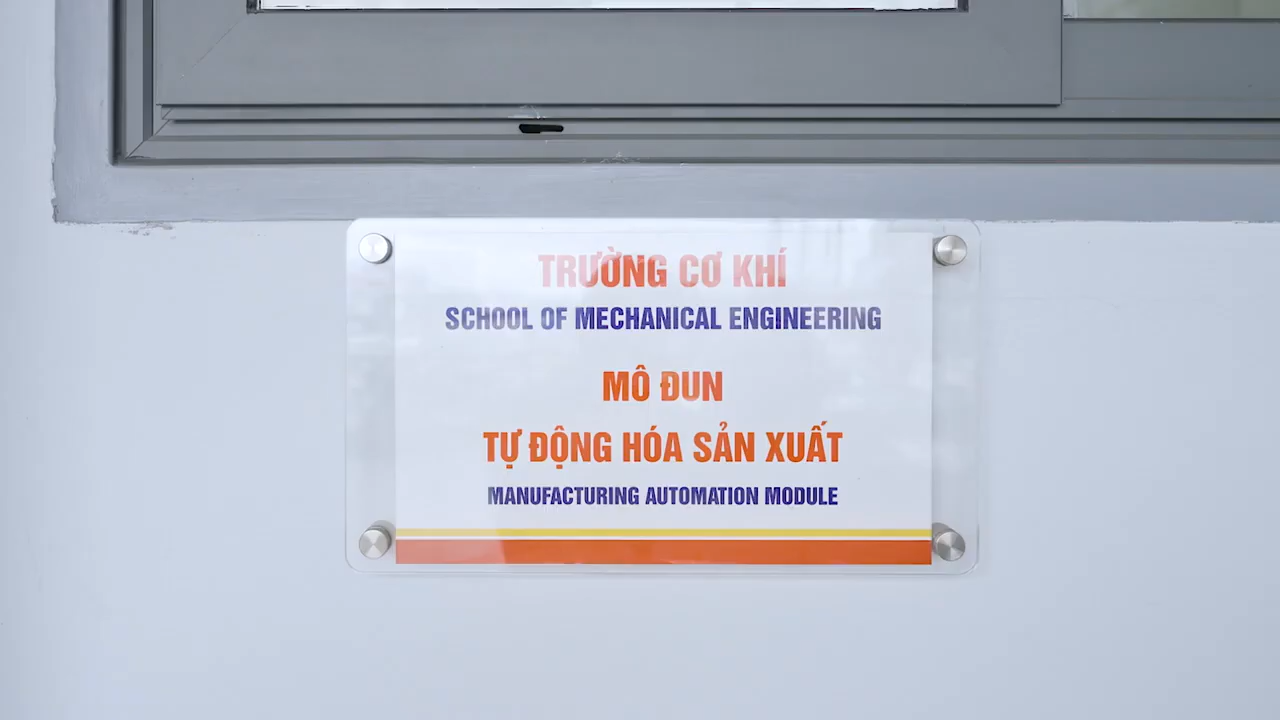 TRƯỜNG CƠ KHÍ
SCHOOL OF MECHANICAL ENGINEERING
MÔ ĐUN
TỰ ĐỘNG HÓA SẢN XUẤT
MANUFACTURING AUTOMATION MODULE